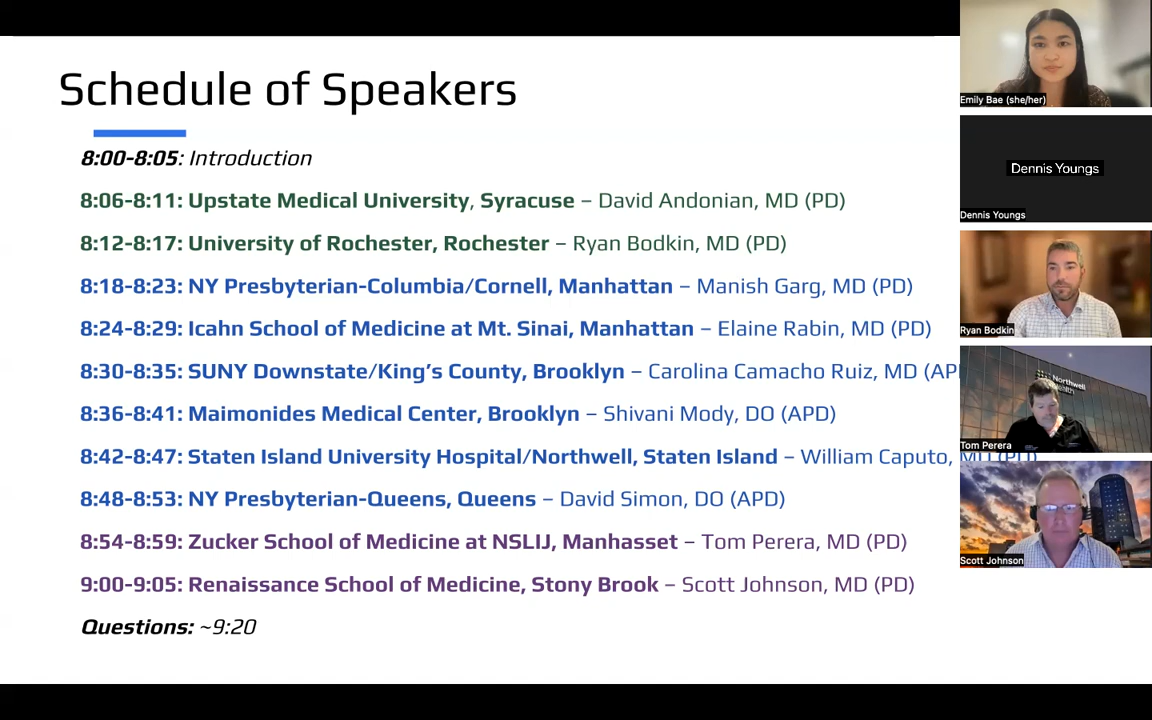 Schedule of Speakers
8:00-8:05: Introduction
8:06-8:11: Upstate Medical University, Syracuse – David Andonian, MD (PD)
8:12-8:17: University of Rochester, Rochester – Ryan Bodkin, MD (PD)
8:18-8:23: NY Presbyterian-Columbia/Cornell, Manhattan – Manish Garg, MD (PD)
8:24-8:29: Icahn School of Medicine at Mt. Sinai, Manhattan – Elaine Rabin, MD (PD)
8:30-8:35: SUNY Downstate/King's County, Brooklyn – Carolina Camacho Ruiz, MD (AP
8:36-8:41: Maimonides Medical Center, Brooklyn – Shivani Mody, DO (APD)
8:42-8:47: Staten Island University Hospital/Northwell, Staten Island – William Caputo, MD (PD)
8:48-8:53: NY Presbyterian-Queens, Queens – David Simon, DO (APD)
8:54-8:59: Zucker School of Medicine at NSLIJ, Manhasset – Tom Perera, MD (PD)
9:00-9:05: Renaissance School of Medicine, Stony Brook – Scott Johnson, MD (PD)
Questions: ~9:20
Emily Bae (she/her)
Dennis Youngs
Dennis Youngs
Ryan Bodkin
Northwell
Health
Tom Perera
Scott Johnson